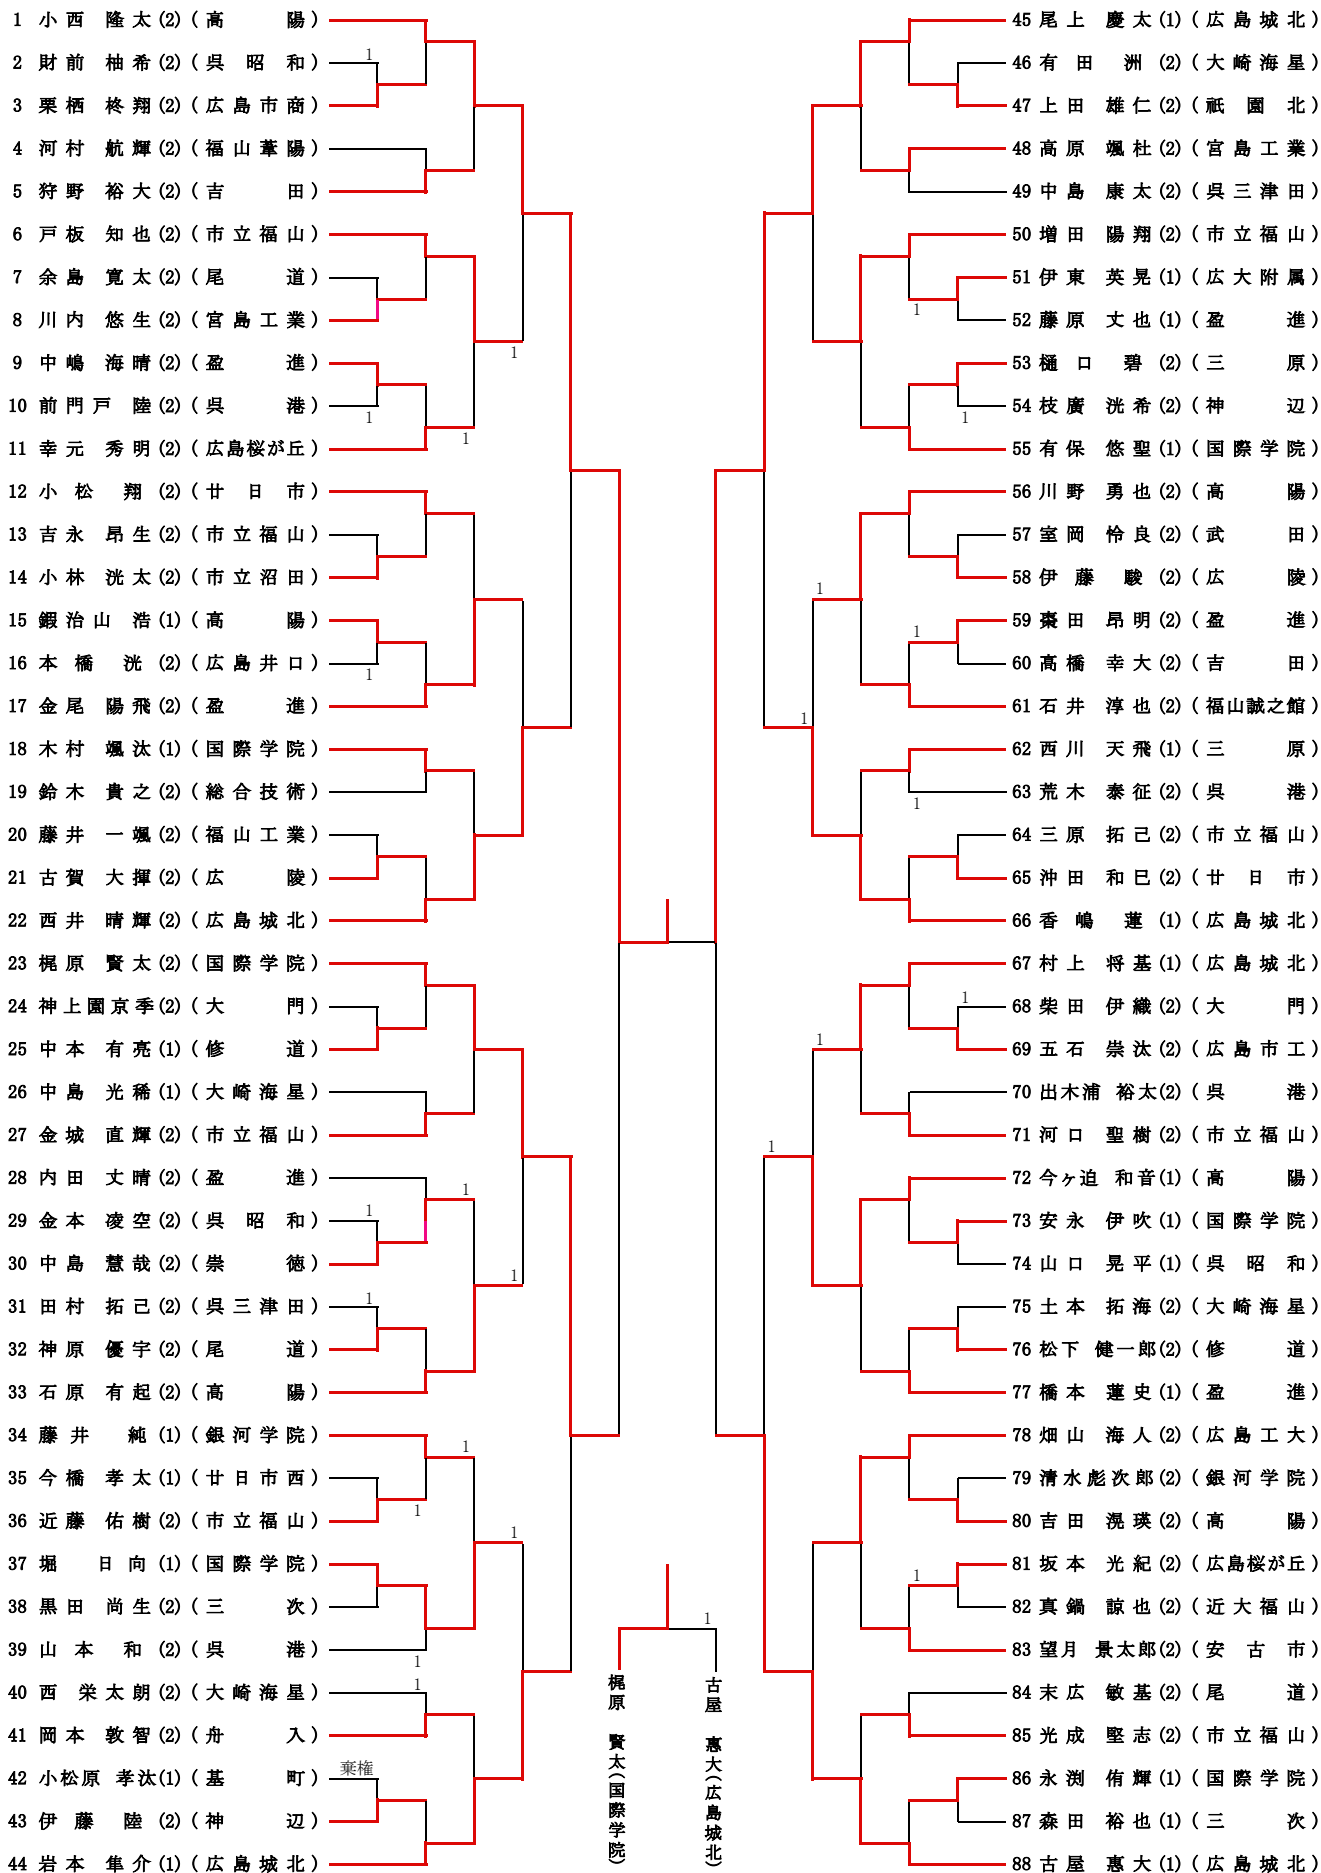 1 小西 隆太(2)(高 陽)
2 財前 柚希(2)(呉昭和)
1
3 栗栖 柊翔(2)(広島市商)
4 河村 航輝(2)(福山葦陽)
5 狩野 裕大(2)(吉 田)
6 戸板 知也(2)(市立福山)
7 余島 寛太(2)(尾 道)
8 川内 悠生(2)(宮島工業)
1
9 中嶋 海晴(2)(盈 進)
10 前門戸 陸(2)(呉 港)
1
11 幸元 秀明(2)(広島桜が丘)
1
12 小松 翔(2)(廿日市)
13 吉永 昂生(2)(市立福山)
14 小林 洸太(2)(市立沼田)
15 鍜治山 浩(1)(高 陽)
16 本橋 洸(2)(広島井口)
1
17 金尾 陽飛(2)(盈 進)
18 木村 颯汰(1)(国際学院)
19 鈴木 貴之(2)(総合技術)
20 藤井 一颯(2)(福山工業)
21 古賀 大揮(2)(広 陵)
22 西井 晴輝(2)(広島城北)
23 梶原 賢太(2)(国際学院)
24 神上園京季(2)(大 門)
25 中本 有亮(1)(修 道)
26 中島 光稀(1)(大崎海星)
27 金城 直輝(2)(市立福山)
28 内田 丈晴(2)(盈 進)
1
29 金本 凌空(2)(呉昭和)
1
30 中島 慧哉(2)(崇 徳)
1
31 田村 拓己(2)(呉三津田)
1
32 神原 優宇(2)(尾 道)
33 石原 有起(2)(高 陽)
34 藤井 純(1)(銀河学院)
1
35 今橋 孝太(1)(廿日市西)
36 近藤 佑樹(2)(市立福山)
1
1
37 堀 日向(1)(国際学院)
38 黒田 尚生(2)(三 次)
39 山本 和(2)(呉 港)
1
40 西 栄太朗(2)(大崎海星)
1
41 岡本 敦智(2)(舟 入)
42 小松原 孝汰(1)(基 町)
棄権
43 伊藤 陸(2)(神 辺)
44 岩本 隼介(1)(広島城北)
1
梶原 賢太(国際学院)
古屋 恵大(広島城北)
45 尾上 慶太(1)(広島城北)
46 有田 洲(2)(大崎海星)
47 上田 雄仁(2)(祇園北)
48 高原 颯杜(2)(宮島工業)
49 中島 康太(2)(呉三津田)
50 増田 陽翔(2)(市立福山)
51 伊東 英晃(1)(広大附属)
1
52 藤原 丈也(1)(盈 進)
53 樋口 碧(2)(三 原)
54 枝廣 洸希(2)(神 辺)
1
55 有保 悠聖(1)(国際学院)
56 川野 勇也(2)(高 陽)
57 室岡 怜良(2)(武 田)
58 伊藤 駿(2)(広 陵)
1
59 棗田 昂明(2)(盈 進)
1
60 高橋 幸大(2)(吉 田)
61 石井 淳也(2)(福山誠之館)
1
62 西川 天飛(1)(三 原)
63 荒木 泰征(2)(呉 港)
1
64 三原 拓己(2)(市立福山)
65 沖田 和巳(2)(廿日市)
66 香嶋 蓮(1)(広島城北)
67 村上 将基(1)(広島城北)
68 柴田 伊織(2)(大 門)
1
69 五石 崇汰(2)(広島市工)
1
70 出木浦 裕太(2)(呉 港)
71 河口 聖樹(2)(市立福山)
1
72 今ヶ迫 和音(1)(高 陽)
73 安永 伊吹(1)(国際学院)
74 山口 晃平(1)(呉昭和)
75 土本 拓海(2)(大崎海星)
76 松下 健一郎(2)(修 道)
77 橋本 蓮史(1)(盈 進)
78 畑山 海人(2)(広島工大)
79 清水彪次郎(2)(銀河学院)
80 吉田 滉瑛(2)(高 陽)
81 坂本 光紀(2)(広島桜が丘)
1
82 真鍋 諒也(2)(近大福山)
83 望月 景太郎(2)(安古市)
84 末広 敏基(2)(尾 道)
85 光成 堅志(2)(市立福山)
86 永渕 侑輝(1)(国際学院)
87 森田 裕也(1)(三 次)
88 古屋 恵大(1)(広島城北)